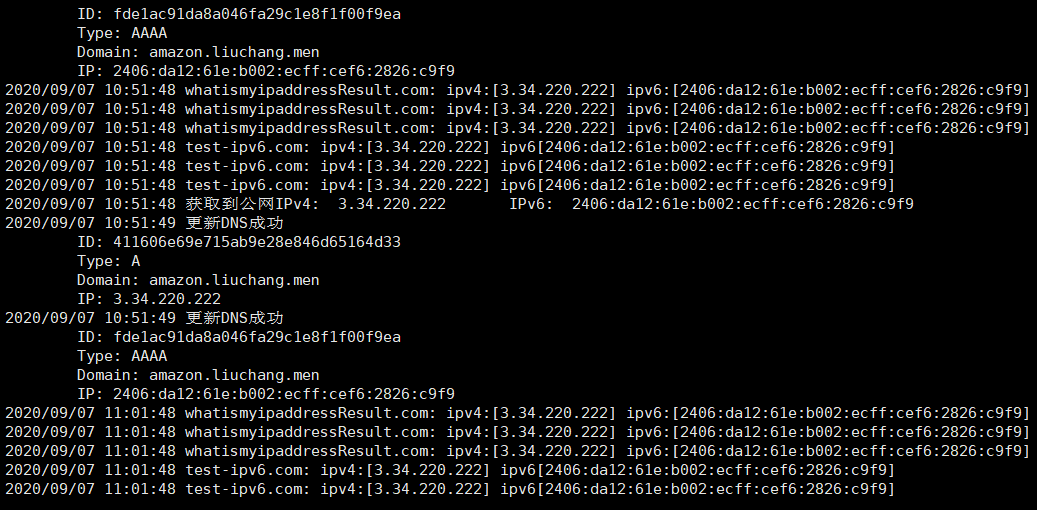 ID: fde1ac91da8a046fa29c1e8f1f00f9ea
Type: AAAA
Domain: amazon.liuchang.men
IP: 2406:da12:61e:b002:ecff:cef6:2826:c9f9
2020/09/07 10:51:48 whatismyipaddressResult.com: ipv4:[3.34.220.222] ipv6:[2406:da12:61e:b002:ecff:cef6:2826:c9f9]
2020/09/07 10:51:48 whatismyipaddressResult.com: ipv4:[3.34.220.222] ipv6:[2406:da12:61e:b002:ecff:cef6:2826:c9f9]
2020/09/07 10:51:48 whatismyipaddressResult.com: ipv4:[3.34.220.222] ipv6:[2406:da12:61e:b002:ecff:cef6:2826:c9f9]
2020/09/07 10:51:48 test-ipv6.com: ipv4:[3.34.220.222] ipv6[2406:da12:61e:b002:ecff:cef6:2826:c9f9]
2020/09/07 10:51:48 test-ipv6.com: ipv4:[3.34.220.222] ipv6[2406:da12:61e:b002:ecff:cef6:2826:c9f9]
2020/09/07 10:51:48 test-ipv6.com: ipv4:[3.34.220.222] ipv6[2406:da12:61e:b002:ecff:cef6:2826:c9f9]
2020/09/07 10:51:48 获取到公网IPv4:  3.34.220.222       IPv6:  2406:da12:61e:b002:ecff:cef6:2826:c9f9
2020/09/07 10:51:49 更新DNS成功
ID: 411606e69e715ab9e28e846d65164d33
Type: A
Domain: amazon.liuchang.men
IP: 3.34.220.222
2020/09/07 10:51:49 更新DNS成功
ID: fde1ac91da8a046fa29c1e8f1f00f9ea
Type: AAAA
Domain: amazon.liuchang.men
IP: 2406:da12:61e:b002:ecff:cef6:2826:c9f9
2020/09/07 11:01:48 whatismyipaddressResult.com: ipv4:[3.34.220.222] ipv6:[2406:da12:61e:b002:ecff:cef6:2826:c9f9]
2020/09/07 11:01:48 whatismyipaddressResult.com: ipv4:[3.34.220.222] ipv6:[2406:da12:61e:b002:ecff:cef6:2826:c9f9]
2020/09/07 11:01:48 whatismyipaddressResult.com: ipv4:[3.34.220.222] ipv6:[2406:da12:61e:b002:ecff:cef6:2826:c9f9]
2020/09/07 11:01:48 test-ipv6.com: ipv4:[3.34.220.222] ipv6[2406:da12:61e:b002:ecff:cef6:2826:c9f9]
2020/09/07 11:01:48 test-ipv6.com: ipv4:[3.34.220.222] ipv6[2406:da12:61e:b002:ecff:cef6:2826:c9f9]